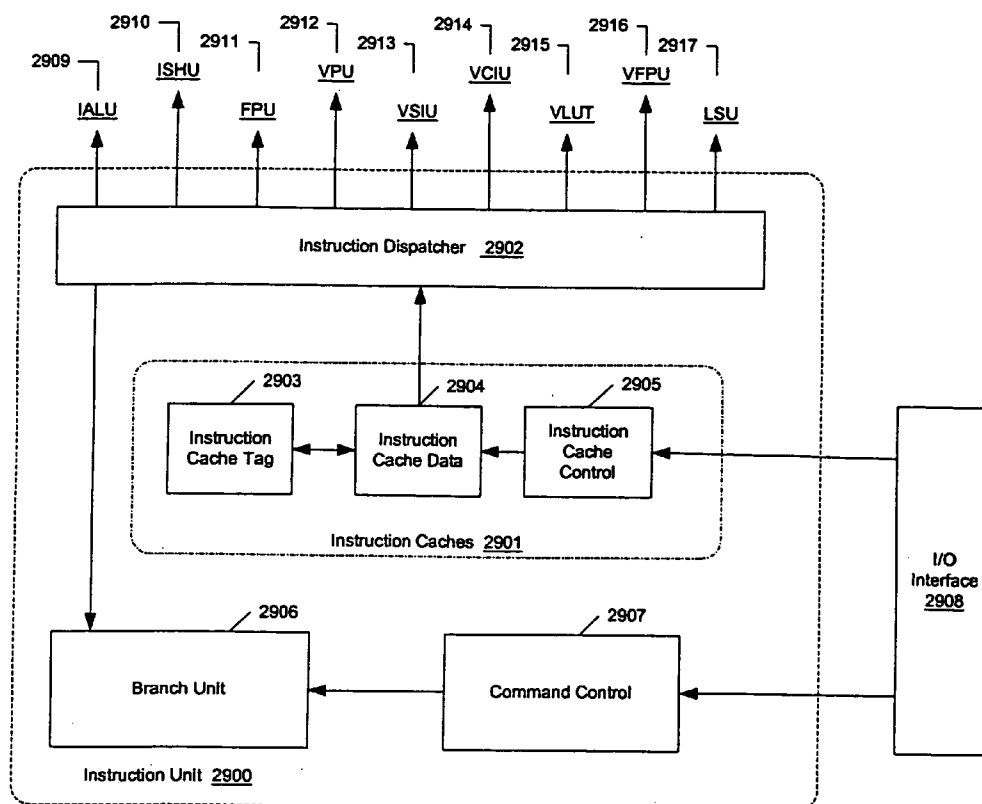 2909
2910
2911
2912
2913
2914
2915
2916
2917
IALU
ISHU
FPU
VPU
VSIU
VCIU
VLUT
VFPU
LSU
Instruction Dispatcher 2902
2903
2904
2905
Instruction
Cache Tag
Instruction
Cache Data
Instruction
Cache
Control
Instruction Caches 2901
I/O
Interface
2908
2906
2907
Branch Unit
Command Control
Instruction Unit 2900